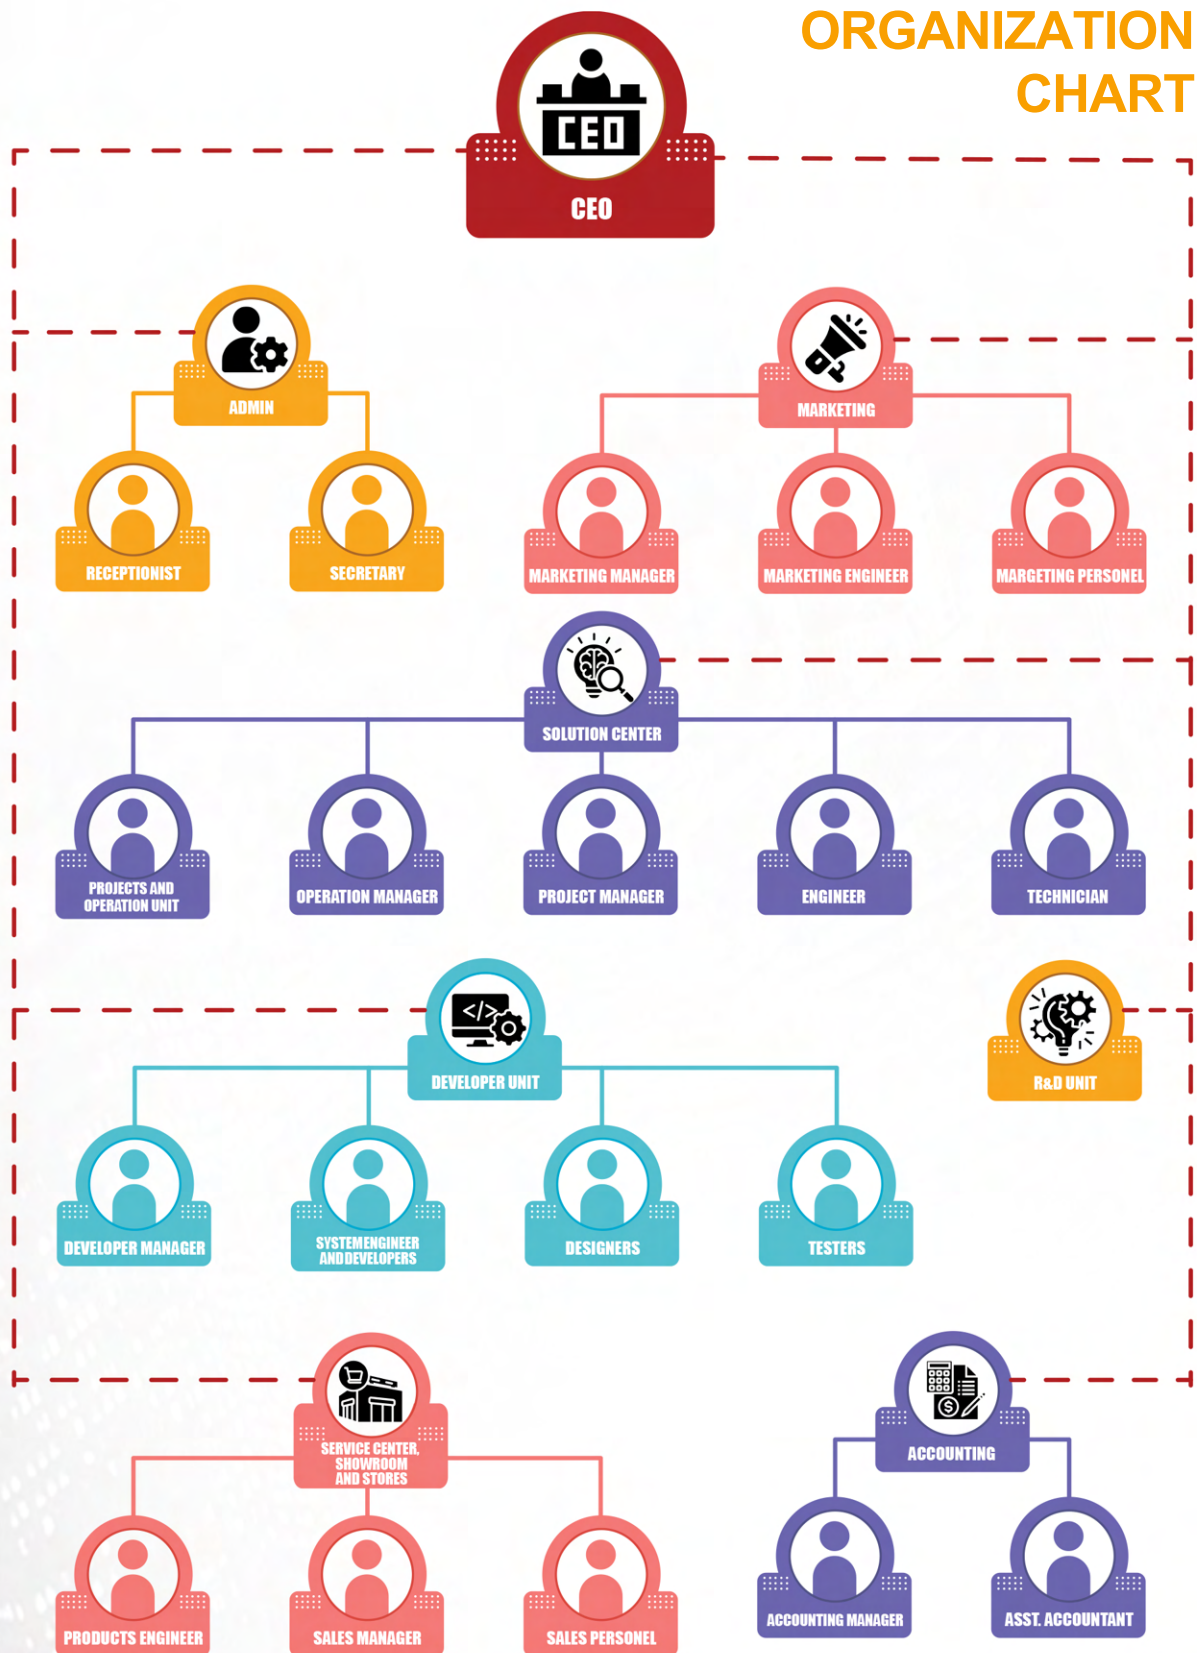 ORGANIZATION
CHART
CEO
CEO
ADMIN
MARKETING
RECEPTIONIST
SECRETARY
MARKETING MANAGER
MARKETING ENGINEER
MARGETING PERSONEL
SOLUTION CENTER
PROJECTS AND
OPERATION UNIT
OPERATION MANAGER
PROJECT MANAGER
ENGINEER
TECHNICIAN
</>
DEVELOPER UNIT
R&D UNIT
DEVELOPER MANAGER
SYSTEMENGINEER
ANDDEVELOPERS
DESIGNERS
TESTERS
SERVICE CENTER,
SHOWROOM
AND STORES
$
ACCOUNTING
PRODUCTS ENGINEER
SALES MANAGER
SALES PERSONEL
ACCOUNTING MANAGER
ASST. ACCOUNTANT